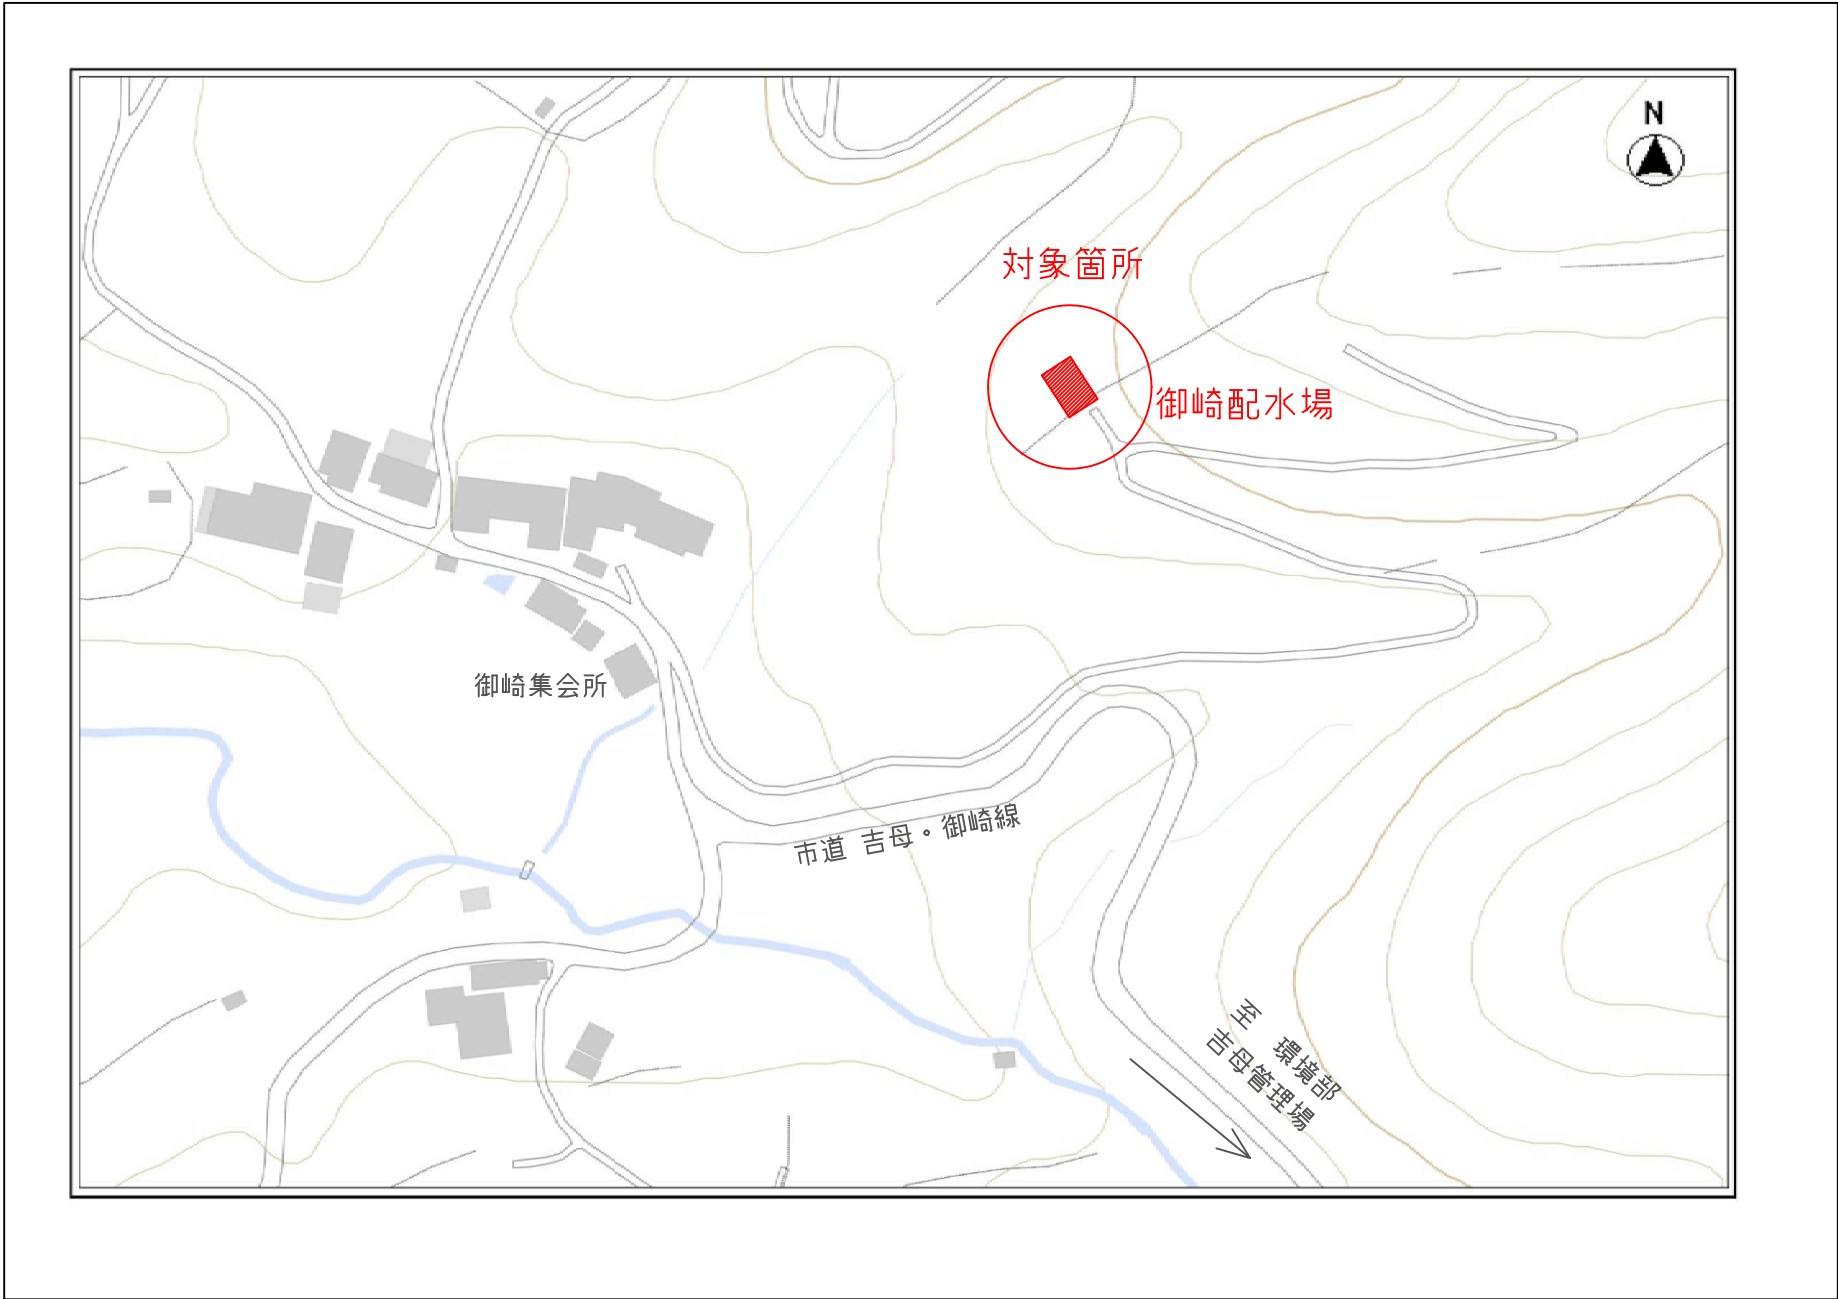 N
対象箇所
御崎配水場
御崎集会所
市道 吉母・御崎線
至 環境部
吉母管理場